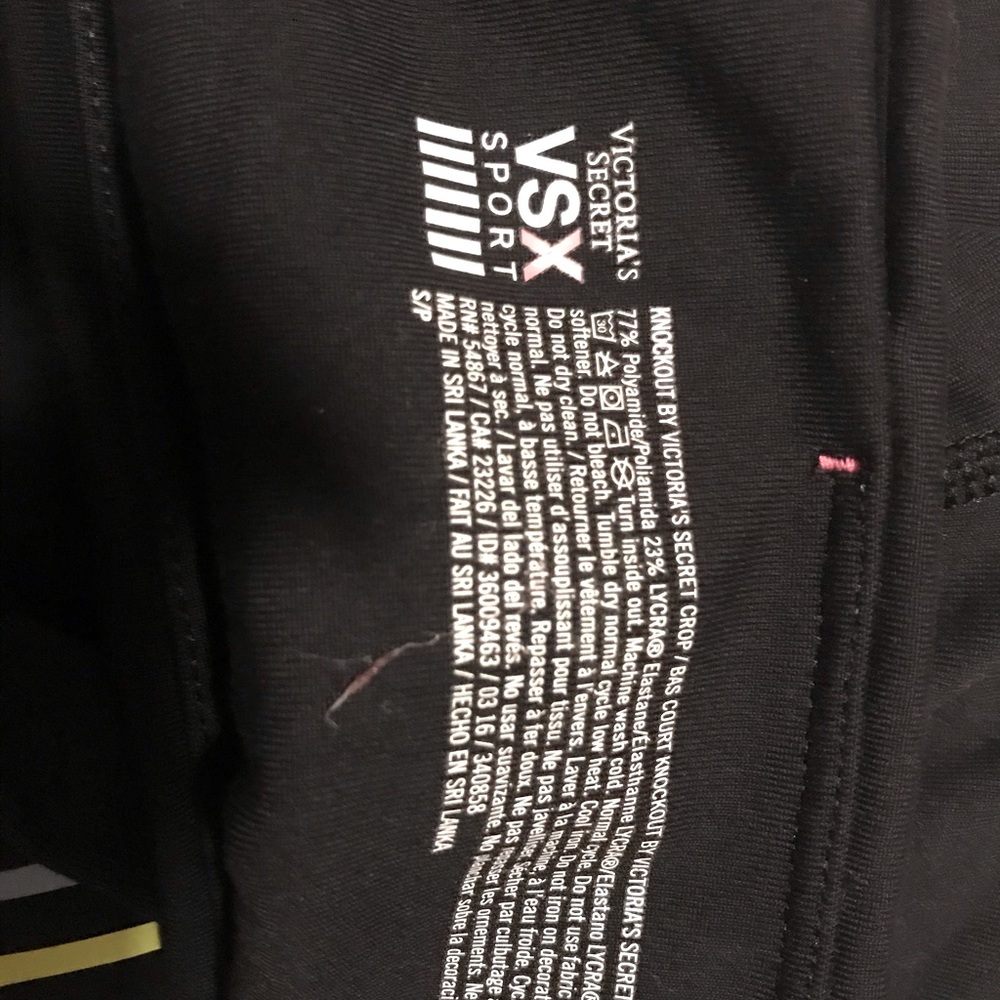 VICTORIA'S
SECRET
VSX
SPORT
KNOCKOUT BY VICTORIA'S SECRET CROP / BAS COURT KNOCKOUT BY VICTORIA'S SECRET
77% Polyamide/Poliamida 23% LYCRA® Elastane/Élasthanne LYCRA®/Elastano LYCRA®
30 Turn inside out. Machine wash cold. Normal cycle. Do not use fabric
softener. Do not bleach. Tumble dry normal cycle low heat. Cool iron. Do not iron on
Do not dry clean. / Retourner le vêtement à l'envers. Laver à la machine, à l'eau froide.
normal. Ne pas utiliser d'assouplissant pour tissu. Ne pas javelliser. Sécher par culbutage
cycle normal, à basse température. Repasser à fer doux. Ne pas repasser les ornements. Ne
nettoyer à sec. / Lavar del lado del revés. No usar suavizante. No planchar sobre la
RN# 54867 / CA# 23226 / ID# 36009463 / 03 16 / 340858
MADE IN SRI LANKA / FAIT AU SRI LANKA / HECHO EN SRI LANKA
S/P